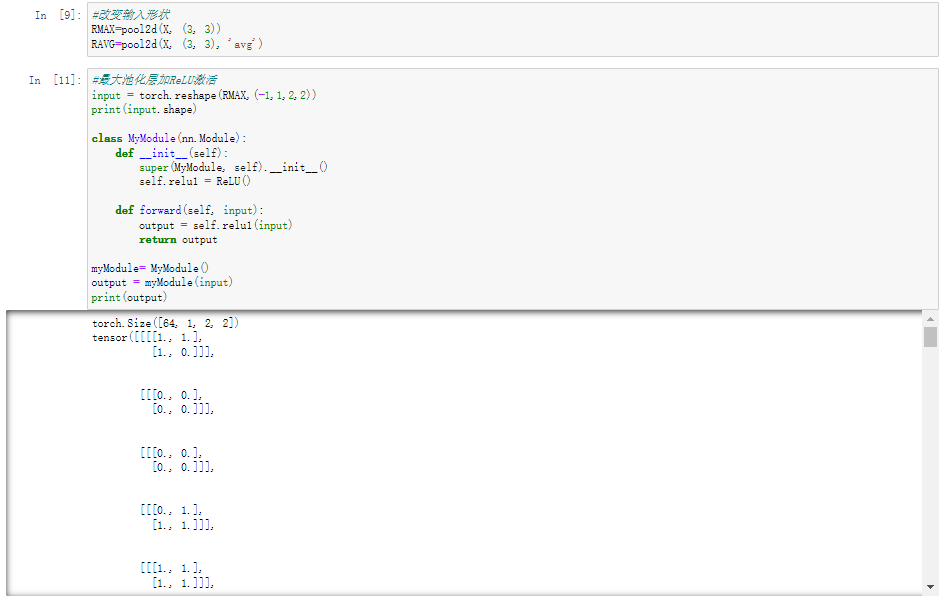 In [9]:
#改变输入形状
RMAX=pool2d(X, (3, 3))
RAVG=pool2d(X, (3, 3), 'avg')
In [11]:
#最大池化层加ReLU激活
input = torch.reshape(RMAX,(-1,1,2,2))
print(input.shape)
class MyModule(nn.Module):
def __init__(self):
super(MyModule, self).__init__()
self.relu1 = ReLU()
def forward(self, input):
output = self.relu1(input)
return output
myModule= MyModule()
output = myModule(input)
print(output)
torch.Size([64, 1, 2, 2])
tensor([[[[1., 1.],
[1., 0.]]],
[[[0., 0.],
[0., 0.]]],
[[[0., 0.],
[0., 0.]]],
[[[0., 1.],
[1., 1.]]],
[[[1., 1.],
[1., 1.]]],